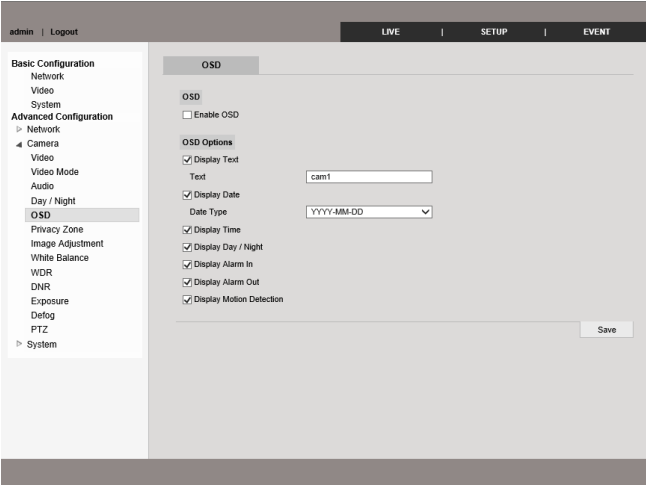 admin | Logout
LIVE | SETUP | EVENT
Basic Configuration
Network
Video
System
Advanced Configuration
Network
Camera
Video
Video Mode
Audio
Day / Night
OSD
Privacy Zone
Image Adjustment
White Balance
WDR
DNR
Exposure
Defog
PTZ
System
OSD
OSD
Enable OSD
OSD Options
Display Text
Text cam1
Display Date
Date Type YYYY-MM-DD
Display Time
Display Day / Night
Display Alarm In
Display Alarm Out
Display Motion Detection
Save